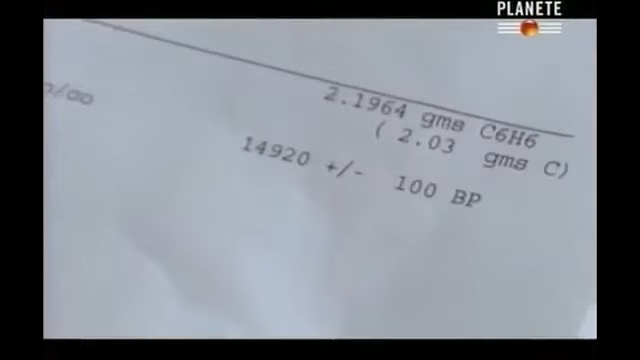 PLANETE
2.1964 gms C6H6
( 2.03 gms C)
14920 +/- 100 BP